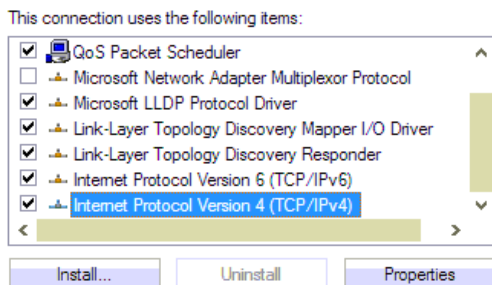 This connection uses the following items:
QoS Packet Scheduler
Microsoft Network Adapter Multiplexor Protocol
Microsoft LLDP Protocol Driver
Link-Layer Topology Discovery Mapper I/O Driver
Link-Layer Topology Discovery Responder
Internet Protocol Version 6 (TCP/IPv6)
Internet Protocol Version 4 (TCP/IPv4)
Install... Uninstall Properties